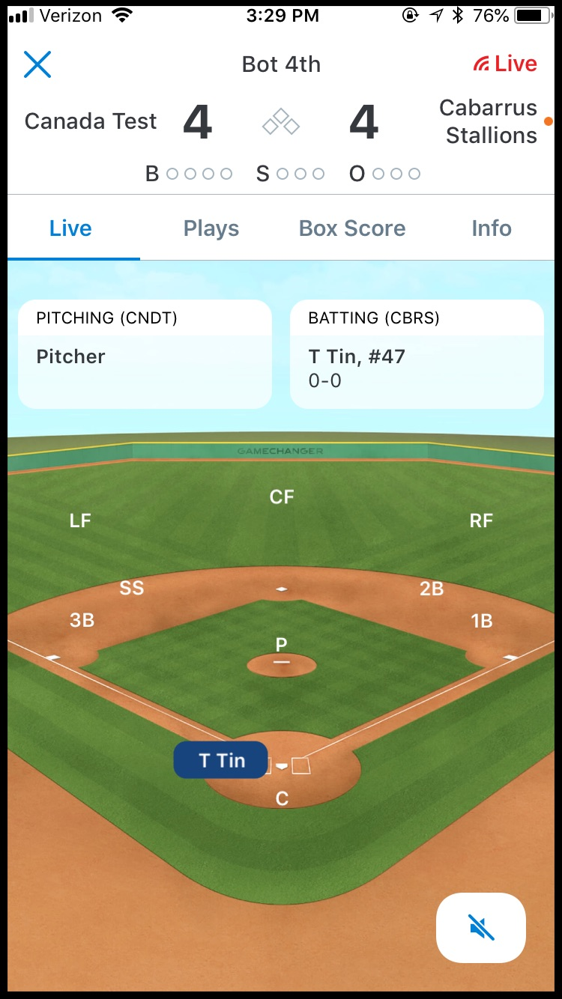 Verizon 3:29 PM 76%
Bot 4th
Live
Canada Test 4 4 Cabarrus
Stallions
B S O
Live Plays Box Score Info
PITCHING (CNDT)
Pitcher
BATTING (CBRS)
T Tin, #47
0-0
GAMECHANGER
CF
LF RF
SS 2B
3B 1B
P
T Tin
C